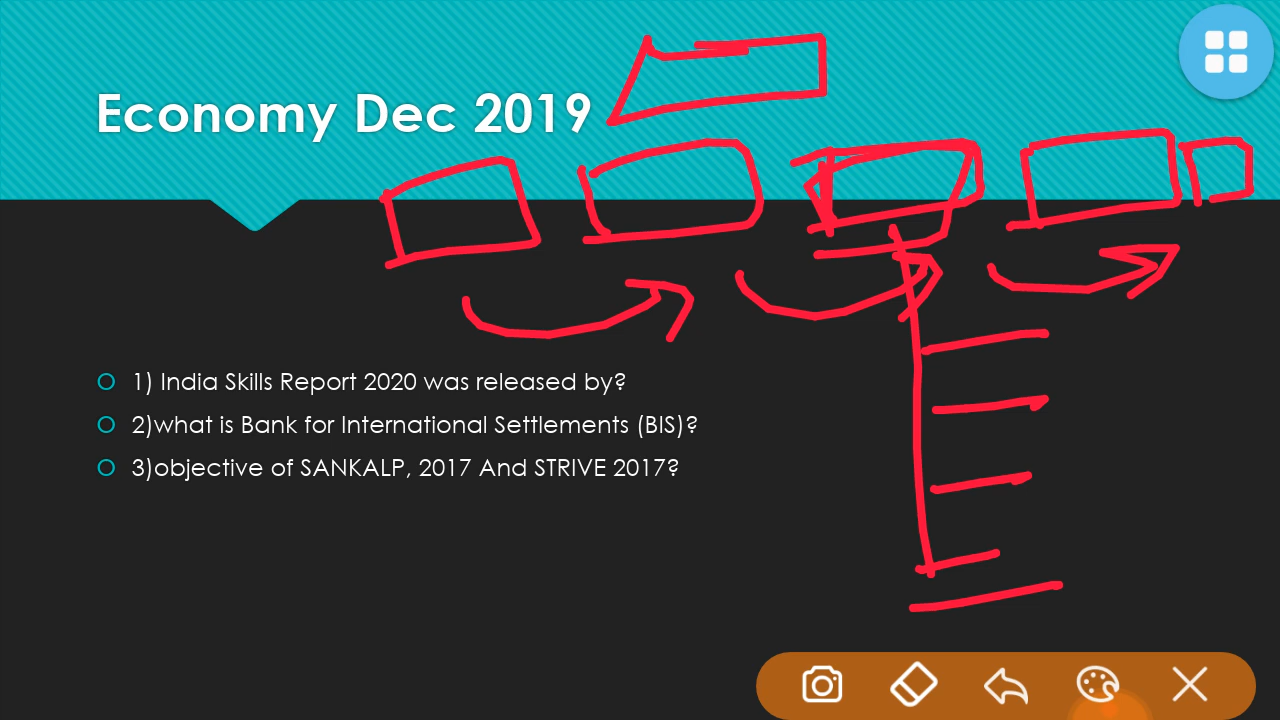 Economy Dec 2019
1) India Skills Report 2020 was released by?
2)what is Bank for International Settlements (BIS)?
3)objective of SANKALP, 2017 And STRIVE 2017?